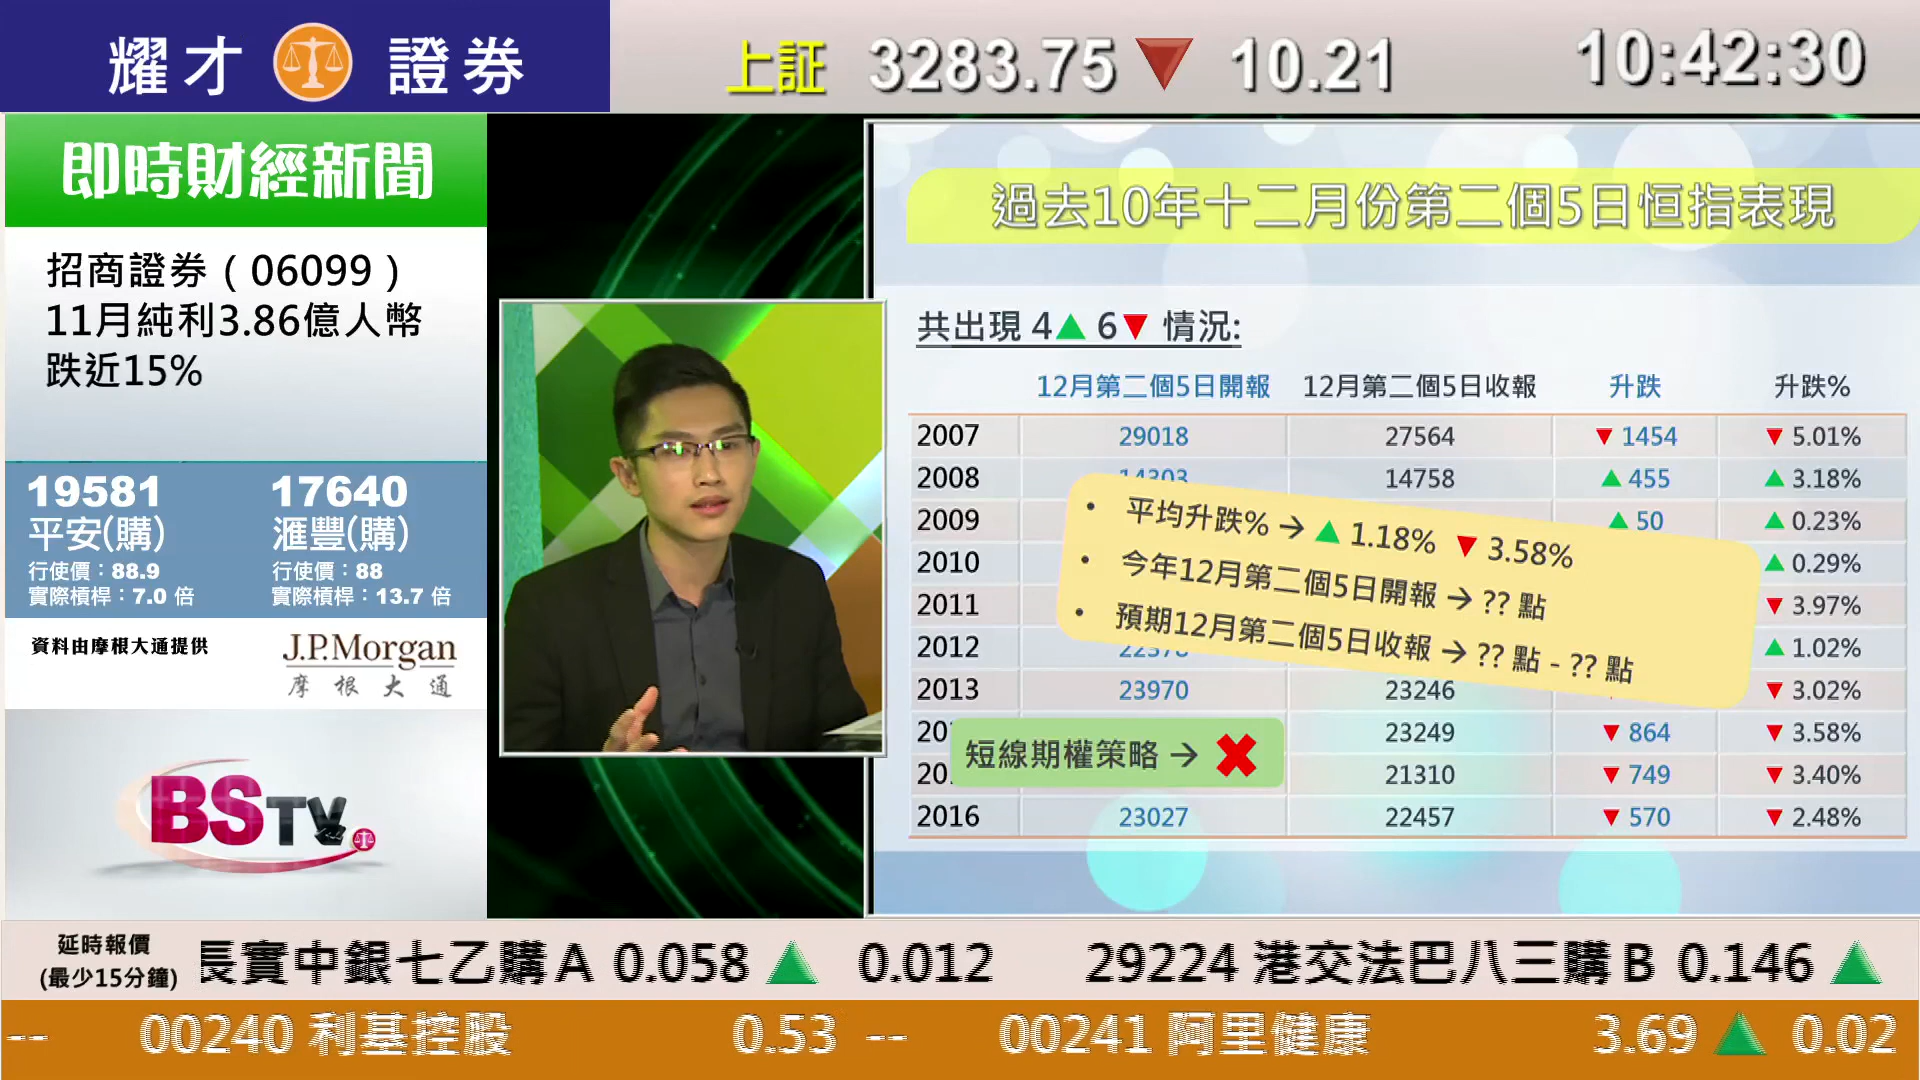 耀才 證券
上証 3283.75 ▼ 10.21
10:42:30
即時財經新聞
招商證券（06099）
11月純利3.86億人幣
跌近15%
19581
平安(購)
行使價：88.9
實際槓桿：7.0 倍
17640
滙豐(購)
行使價：88
實際槓桿：13.7 倍
資料由摩根大通提供
J.P.Morgan
摩根大通
BSTV
過去10年十二月份第二個5日恒指表現
共出現 4▲ 6▼ 情況:
12月第二個5日開報 12月第二個5日收報 升跌 升跌%
2007 29018 27564 ▼ 1454 ▼ 5.01%
2008 14303 14758 ▲ 455 ▲ 3.18%
2009 ▲ 50 ▲ 0.23%
2010 ▲ 0.29%
2011 ▼ 3.97%
2012 ▲ 1.02%
2013 23970 23246 ▼ 3.02%
23249 ▼ 864 ▼ 3.58%
21310 ▼ 749 ▼ 3.40%
2016 23027 22457 ▼ 570 ▼ 2.48%
• 平均升跌% → ▲ 1.18% ▼ 3.58%
• 今年12月第二個5日開報 → ?? 點
• 預期12月第二個5日收報 → ?? 點 - ?? 點
短線期權策略 → ✖
延時報價
(最少15分鐘)
長實中銀七乙購A 0.058 ▲ 0.012 29224 港交法巴八三購B 0.146 ▲
-- 00240 利基控股 0.53 -- 00241 阿里健康 3.69 ▲ 0.02